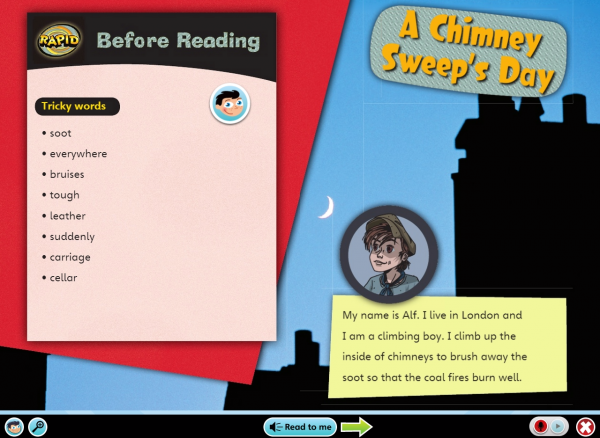 RAPID
Before Reading
Tricky words
• soot
• everywhere
• bruises
• tough
• leather
• suddenly
• carriage
• cellar
A Chimney
Sweep's Day
My name is Alf. I live in London and
I am a climbing boy. I climb up the
inside of chimneys to brush away the
soot so that the coal fires burn well.
Read to me